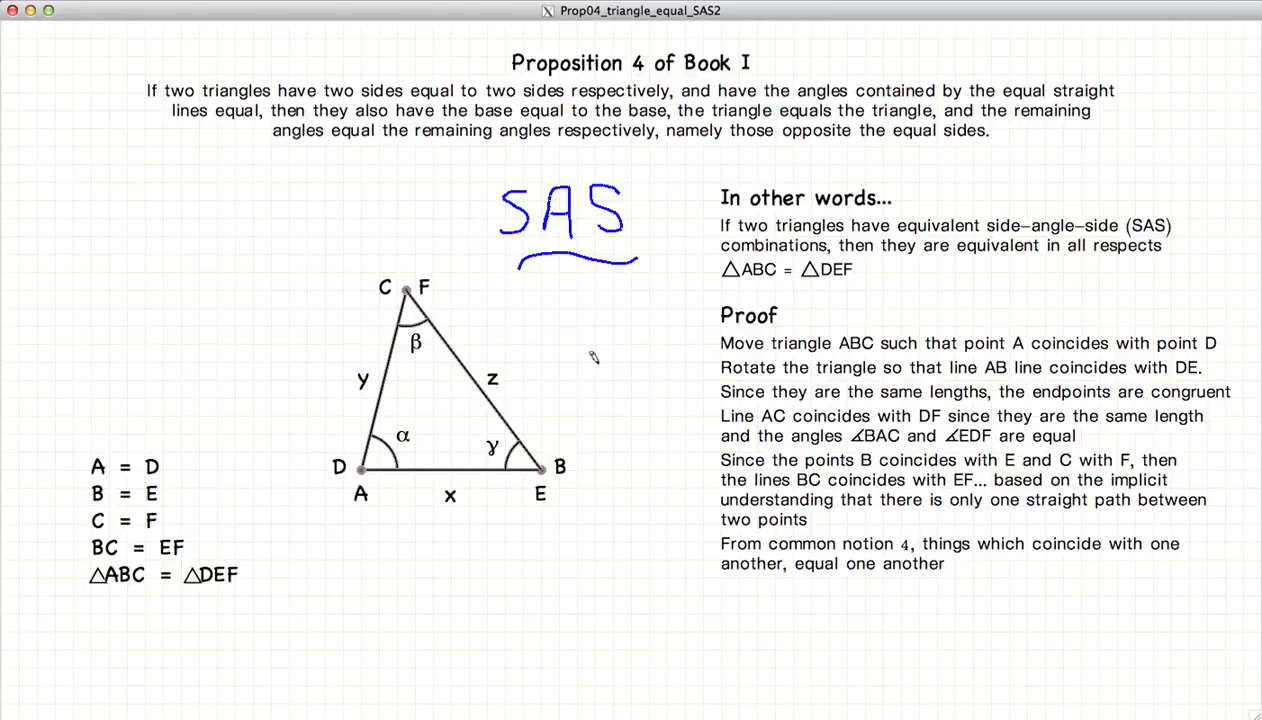 Prop04_triangle_equal_SAS2
Proposition 4 of Book I
If two triangles have two sides equal to two sides respectively, and have the angles contained by the equal straight
lines equal, then they also have the base equal to the base, the triangle equals the triangle, and the remaining
angles equal the remaining angles respectively, namely those opposite the equal sides.
SAS
In other words...
If two triangles have equivalent side-angle-side (SAS)
combinations, then they are equivalent in all respects
△ABC = △DEF
C F
β
y
z
α
γ
D
B
A
x
E
A = D
B = E
C = F
BC = EF
△ABC = △DEF
Proof
Move triangle ABC such that point A coincides with point D
Rotate the triangle so that line AB line coincides with DE.
Since they are the same lengths, the endpoints are congruent
Line AC coincides with DF since they are the same length
and the angles ∡BAC and ∡EDF are equal
Since the points B coincides with E and C with F, then
the lines BC coincides with EF... based on the implicit
understanding that there is only one straight path between
two points
From common notion 4, things which coincide with one
another, equal one another